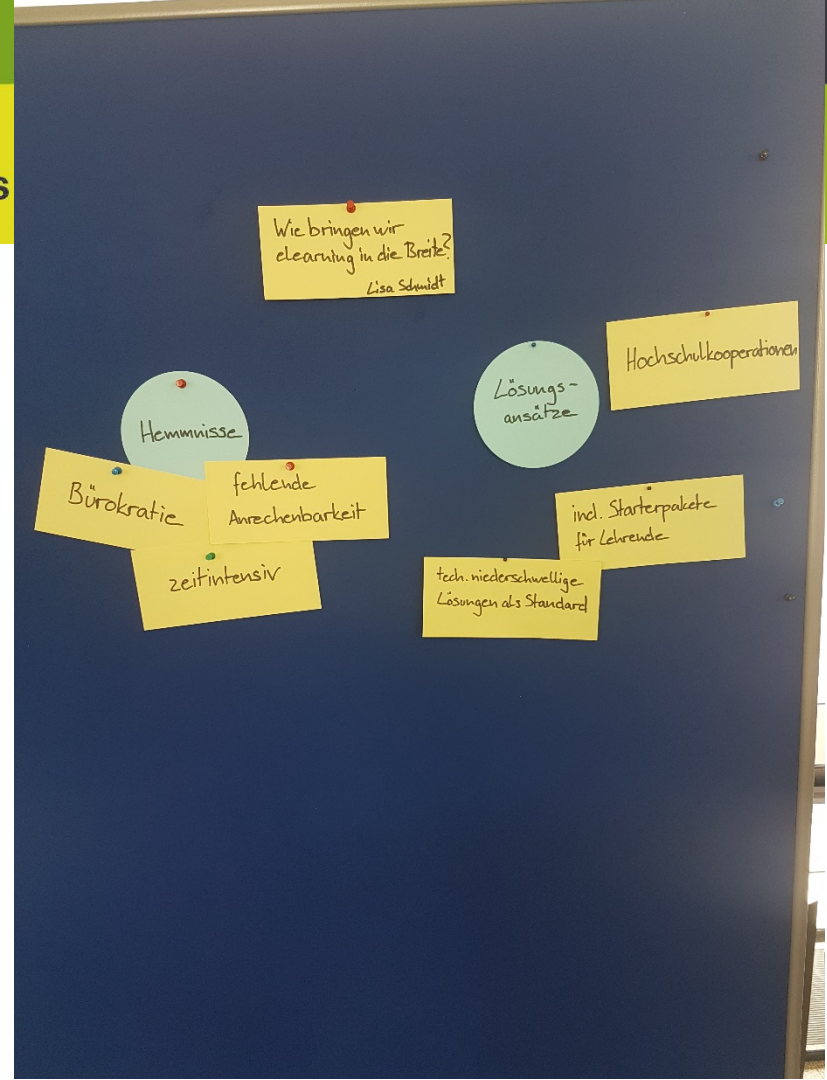 s
Wie bringen wir
elearning in die Breite?
Lisa Schmidt
Hemmnisse
Bürokratie
fehlende
Anrechenbarkeit
zeitintensiv
Lösungs-
ansätze
Hochschulkooperationen
incl. Starterpakete
für Lehrende
tech. niederschwellige
Lösungen als Standard